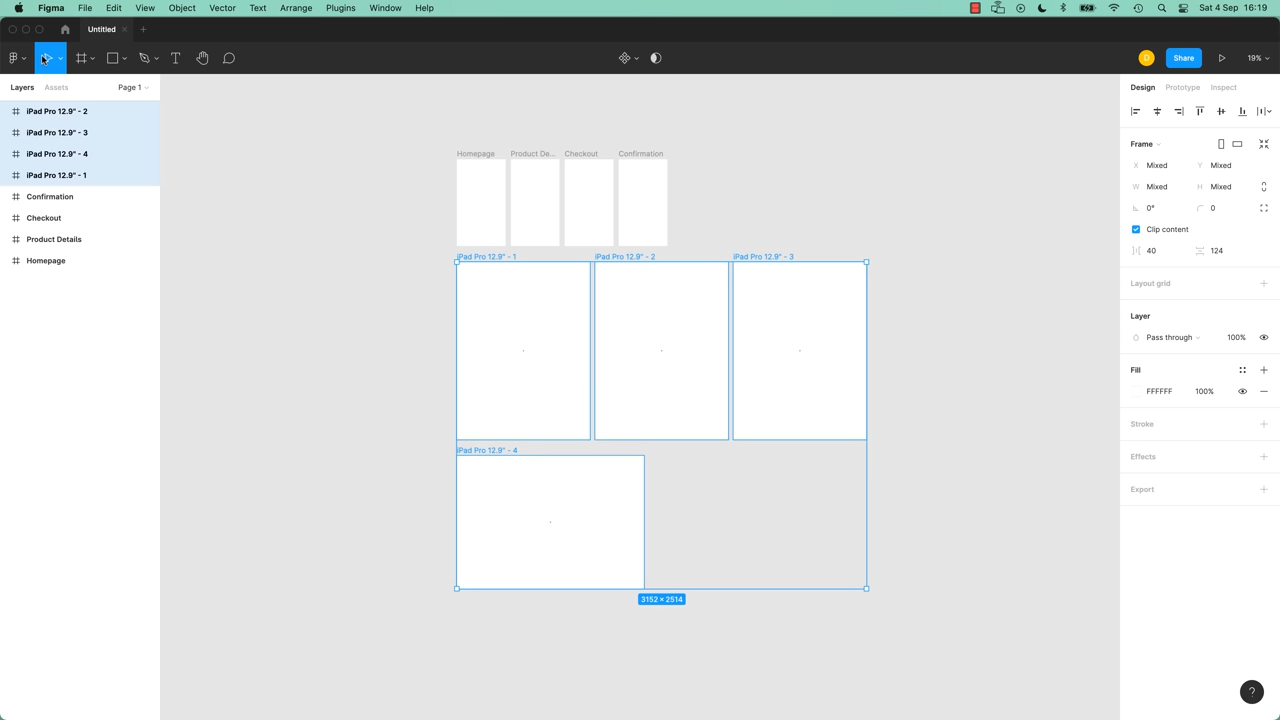 Figma File Edit View Object Vector Text Arrange Plugins Window Help Sat 4 Sep 16:19
Untitled
D Share 19%
Layers Assets Page 1
iPad Pro 12.9" - 2
iPad Pro 12.9" - 3
iPad Pro 12.9" - 4
iPad Pro 12.9" - 1
Confirmation
Checkout
Product Details
Homepage
Homepage Product De... Checkout Confirmation
iPad Pro 12.9" - 1 iPad Pro 12.9" - 2 iPad Pro 12.9" - 3
iPad Pro 12.9" - 4
3152 × 2514
Design Prototype Inspect
Frame
X Mixed Y Mixed
W Mixed H Mixed
0° 0
Clip content
40 124
Layout grid
Layer
Pass through 100%
Fill
FFFFFF 100%
Stroke
Effects
Export
?